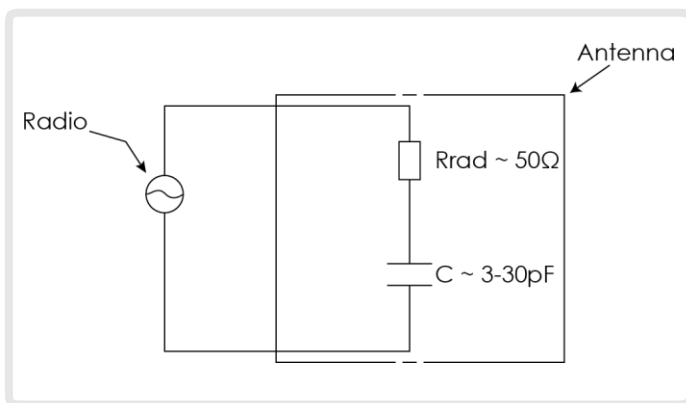 Antenna
Radio
Rrad ~ 50Ω
C ~ 3-30pF